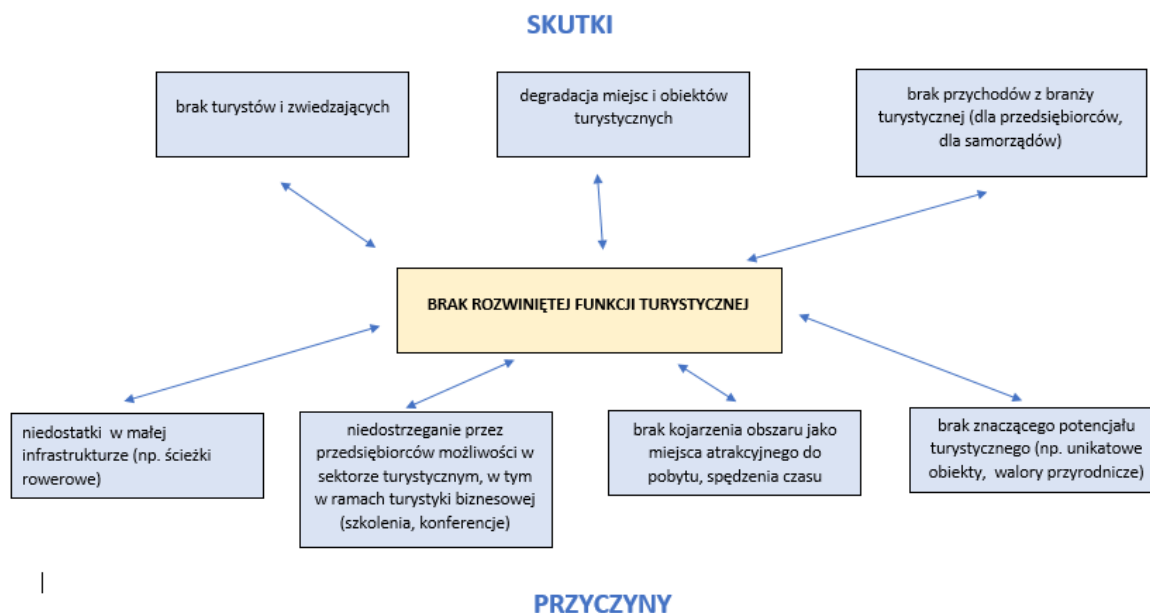 SKUTKI
brak turystów i zwiedzających
degradacja miejsc i obiektów
turystycznych
brak przychodów z branży
turystycznej (dla przedsiębiorców,
dla samorządów)
BRAK ROZWINIĘTEJ FUNKCJI TURYSTYCZNEJ
niedostatki w małej
infrastrukturze (np. ścieżki
rowerowe)
niedostrzeganie przez
przedsiębiorców możliwości w
sektorze turystycznym, w tym
w ramach turystyki biznesowej
(szkolenia, konferencje)
brak kojarzenia obszaru jako
miejsca atrakcyjnego do
pobytu, spędzenia czasu
brak znaczącego potencjału
turystycznego (np. unikatowe
obiekty, walory przyrodnicze)
PRZYCZYNY